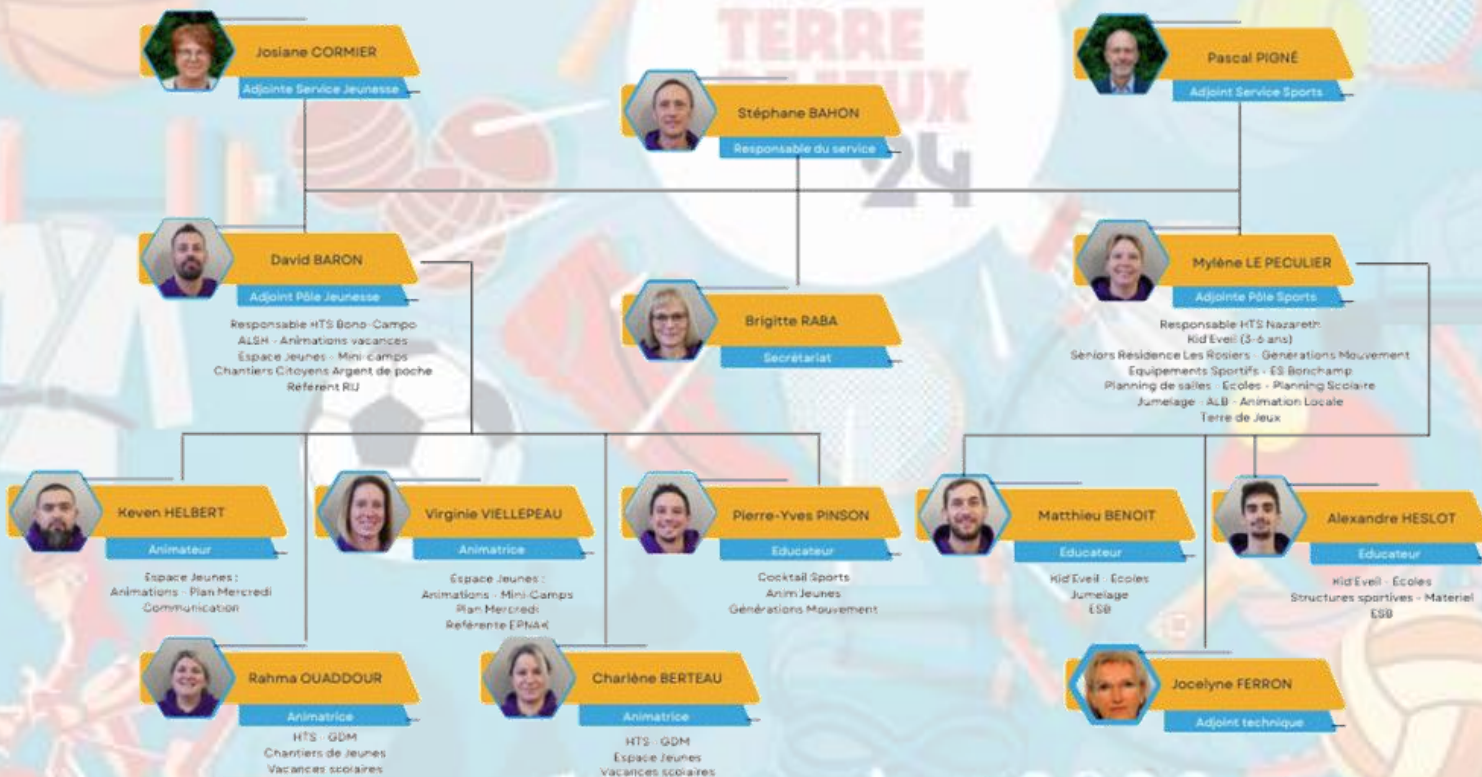 TERRE
JEUX
24
Josiane CORMIER
Adjointe Service Jeunesse
Stéphane BAHON
Responsable du service
Pascal PIGNÉ
Adjoint Service Sports
David BARON
Adjoint Pôle Jeunesse
Responsable HTS Bono-Campo
ALSH - Animations vacances
Espace Jeunes - Mini-camps
Chantiers Citoyens Argent de poche
Référent RIJ
Brigitte RABA
Secrétariat
Mylène LE PECULIER
Adjointe Pôle Sports
Responsable HTS Nazareth
Kid'Eveil (3-6 ans)
Séniors Résidence Les Rosiers - Générations Mouvement
Equipements Sportifs - ES Bonchamp
Planning de salles - Ecoles - Planning Scolaire
Jumelage - ALB - Animation Locale
Terre de Jeux
Keven HELBERT
Animateur
Espace Jeunes :
Animations - Plan Mercredi
Communication
Virginie VIELLEPEAU
Animatrice
Espace Jeunes :
Animations - Mini-Camps
Plan Mercredi
Référente EPNAK
Pierre-Yves PINSON
Educateur
Cocktail Sports
Anim Jeunes
Générations Mouvement
Matthieu BENOIT
Educateur
Kid'Eveil - Ecoles
Jumelage
ESB
Alexandre HESLOT
Educateur
Kid'Eveil - Ecoles
Structures sportives - Materiel
ESB
Rahma OUADDOUR
Animatrice
HTS - GDM
Chantiers de Jeunes
Vacances scolaires
Charlène BERTEAU
Animatrice
HTS - GDM
Espace Jeunes
Vacances scolaires
Jocelyne FERRON
Adjoint technique